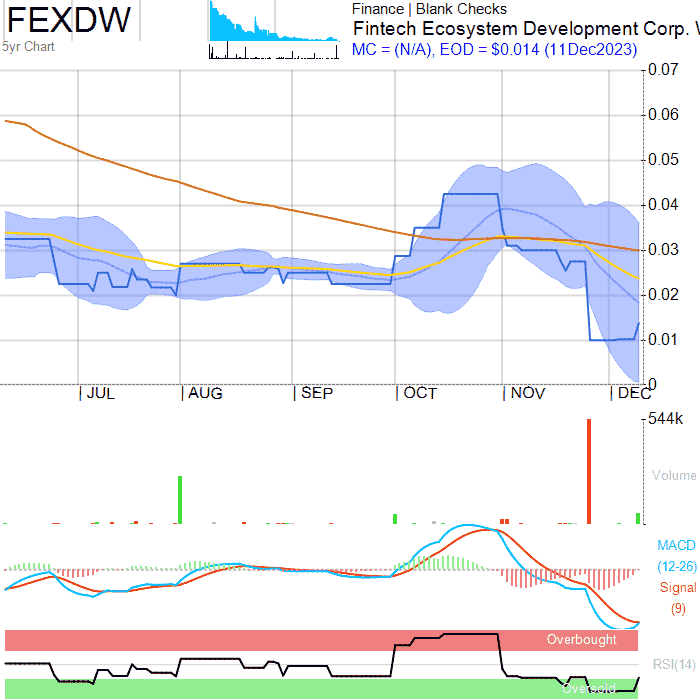 FEXDW
5yr Chart
Finance | Blank Checks
Fintech Ecosystem Development Corp. W
MC = (N/A), EOD = $0.014 (11Dec2023)
0.07
0.06
0.05
0.04
0.03
0.02
0.01
0
JUL AUG SEP OCT NOV DEC
544k
Volume
MACD
(12-26)
Signal
(9)
Overbought
RSI(14)
Oversold